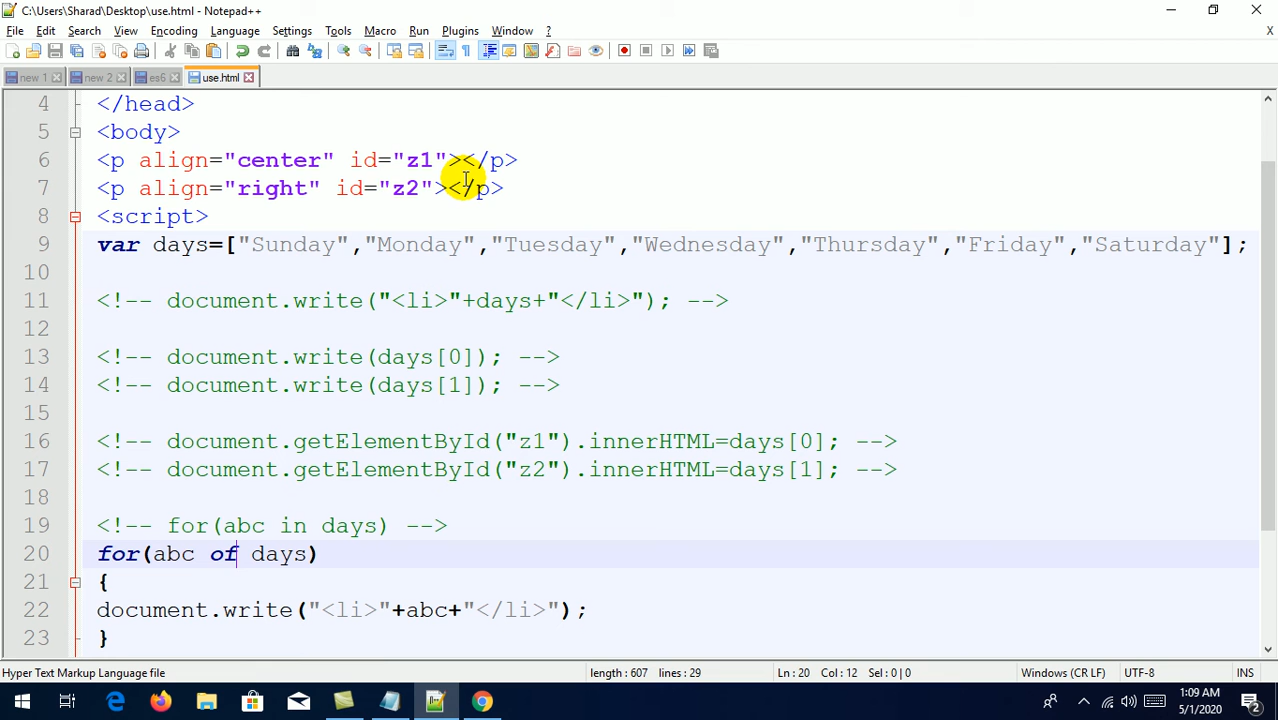 C:\Users\Sharad\Desktop\use.html - Notepad++
File Edit Search View Encoding Language Settings Tools Macro Run Plugins Window ?
X
new 1 new 2 es6 use.html
4 </head>
5 <body>
6 <p align="center" id="z1"></p>
7 <p align="right" id="z2"></p>
8 <script>
9 var days=["Sunday","Monday","Tuesday","Wednesday","Thursday","Friday","Saturday"];
10
11 <!-- document.write("<li>"+days+"</li>"); -->
12
13 <!-- document.write(days[0]); -->
14 <!-- document.write(days[1]); -->
15
16 <!-- document.getElementById("z1").innerHTML=days[0]; -->
17 <!-- document.getElementById("z2").innerHTML=days[1]; -->
18
19 <!-- for(abc in days) -->
20 for(abc of days)
21 {
22 document.write("<li>"+abc+"</li>");
23 }
Hyper Text Markup Language file length : 607 lines : 29 Ln : 20 Col : 12 Sel : 0 | 0 Windows (CR LF) UTF-8 INS
1:09 AM
5/1/2020
2